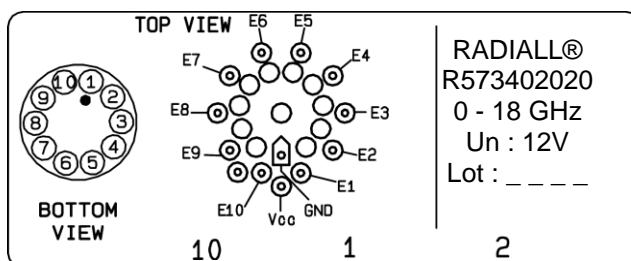 TOP VIEW
E6
E5
E7
E4
E8
E3
E9
E2
E10
E1
Vcc
GND
10
1
9
2
8
3
7
4
6
5
BOTTOM
VIEW
10
1
2
RADIALL®
R573402020
0 - 18 GHz
Un : 12V
Lot : _ _ _ _